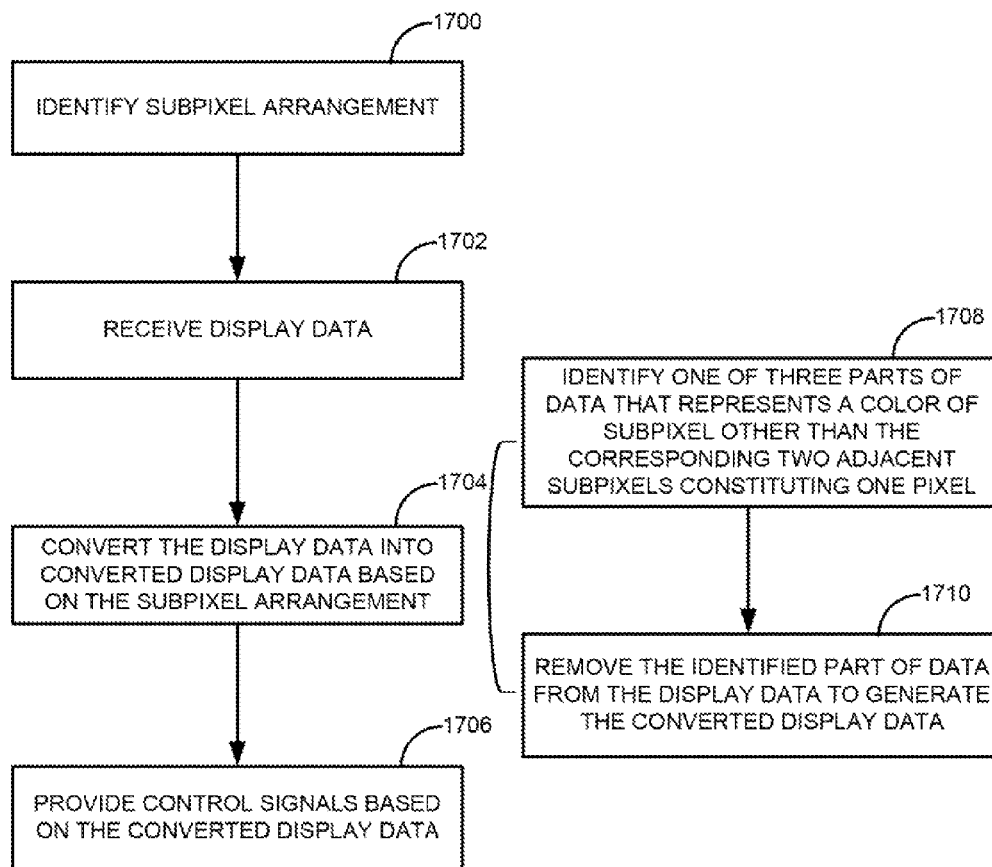 1700
IDENTIFY SUBPIXEL ARRANGEMENT
1702
RECEIVE DISPLAY DATA
1704
CONVERT THE DISPLAY DATA INTO
CONVERTED DISPLAY DATA BASED
ON THE SUBPIXEL ARRANGEMENT
1706
PROVIDE CONTROL SIGNALS BASED
ON THE CONVERTED DISPLAY DATA
1708
IDENTIFY ONE OF THREE PARTS OF
DATA THAT REPRESENTS A COLOR OF
SUBPIXEL OTHER THAN THE
CORRESPONDING TWO ADJACENT
SUBPIXELS CONSTITUTING ONE PIXEL
1710
REMOVE THE IDENTIFIED PART OF DATA
FROM THE DISPLAY DATA TO GENERATE
THE CONVERTED DISPLAY DATA